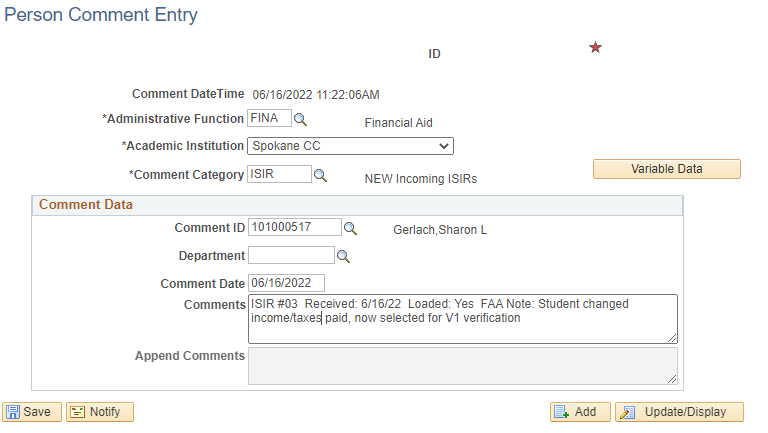 Person Comment Entry
ID
Comment DateTime 06/16/2022 11:22:06AM
*Administrative Function FINA Financial Aid
*Academic Institution Spokane CC
*Comment Category ISIR NEW Incoming ISIRs
Variable Data
Comment Data
Comment ID 101000517 Gerlach,Sharon L
Department
Comment Date 06/16/2022
Comments ISIR #03 Received: 6/16/22 Loaded: Yes FAA Note: Student changed
income/taxes paid, now selected for V1 verification
Append Comments
Save Notify Add Update/Display